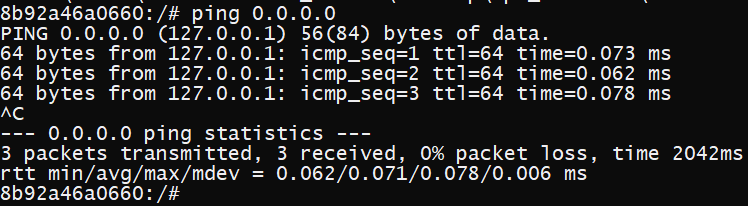 8b92a46a0660:/# ping 0.0.0.0
PING 0.0.0.0 (127.0.0.1) 56(84) bytes of data.
64 bytes from 127.0.0.1: icmp_seq=1 ttl=64 time=0.073 ms
64 bytes from 127.0.0.1: icmp_seq=2 ttl=64 time=0.062 ms
64 bytes from 127.0.0.1: icmp_seq=3 ttl=64 time=0.078 ms
^C
--- 0.0.0.0 ping statistics ---
3 packets transmitted, 3 received, 0% packet loss, time 2042ms
rtt min/avg/max/mdev = 0.062/0.071/0.078/0.006 ms
8b92a46a0660:/#